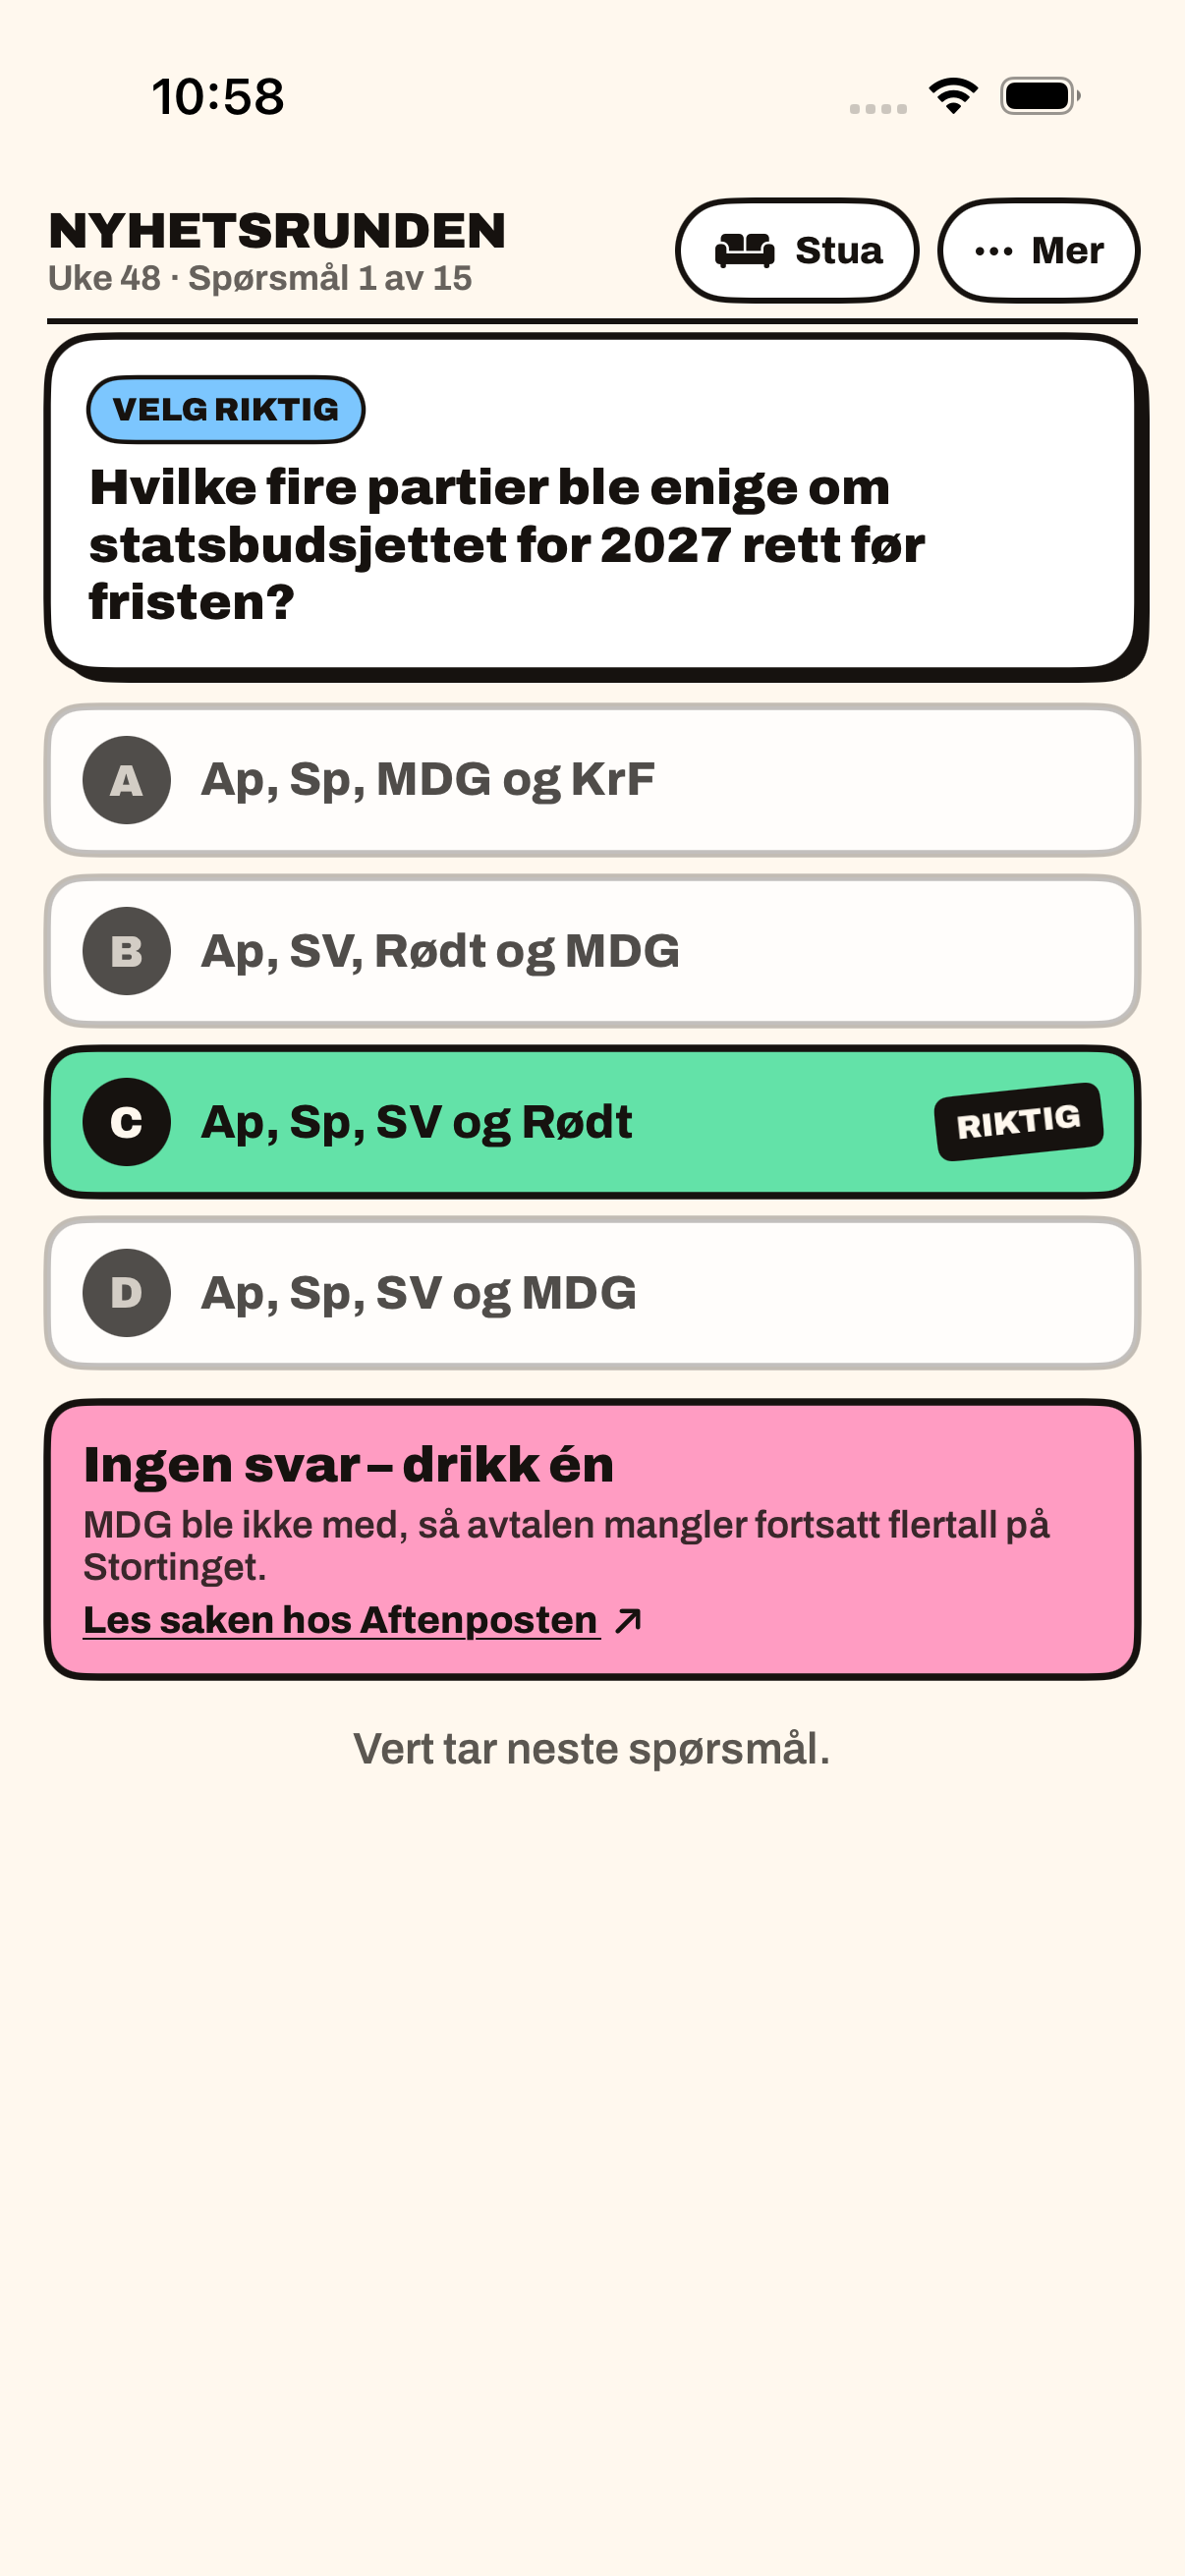 10:58
NYHETSRUNDEN
Uke 48 · Spørsmål 1 av 15
Stua
Mer
VELG RIKTIG
Hvilke fire partier ble enige om
statsbudsjettet for 2027 rett før
fristen?
A Ap, Sp, MDG og KrF
B Ap, SV, Rødt og MDG
C Ap, Sp, SV og Rødt RIKTIG
D Ap, Sp, SV og MDG
Ingen svar – drikk én
MDG ble ikke med, så avtalen mangler fortsatt flertall på
Stortinget.
Les saken hos Aftenposten ↗
Vert tar neste spørsmål.